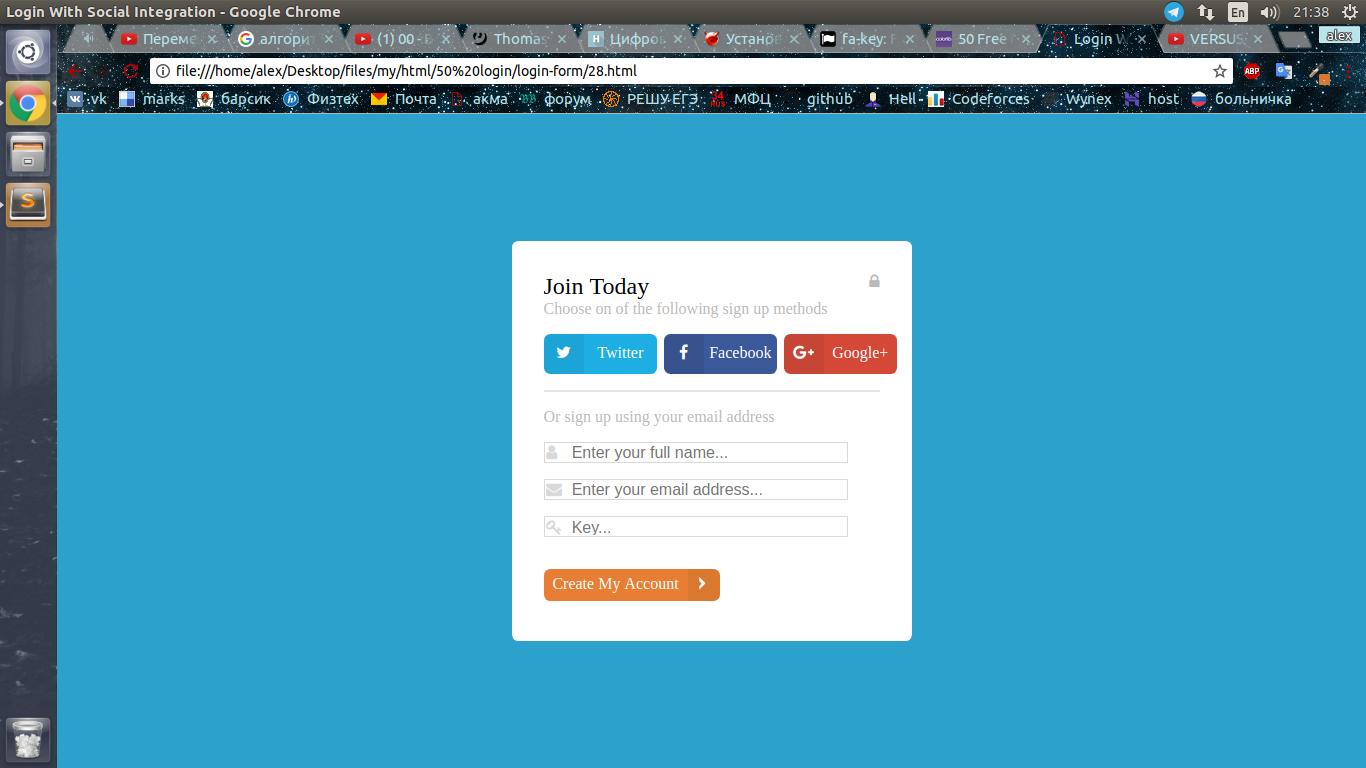 Login With Social Integration - Google Chrome
En
21:38
Переме
алгори
(1) 00 - Б
Thomas
Цифро
Устано
fa-key:
50 Free
Login
VERSUS
alex
file:///home/alex/Desktop/files/my/html/50%20login/login-form/28.html
ABP
vk
marks
барсик
Физтех
Почта
акма
форум
РЕШУ ЕГЭ
МФЦ
github
Hell
Codeforces
Wynex
host
больничка
Join Today
Choose on of the following sign up methods
Twitter
Facebook
Google+
Or sign up using your email address
Enter your full name...
Enter your email address...
Key...
Create My Account